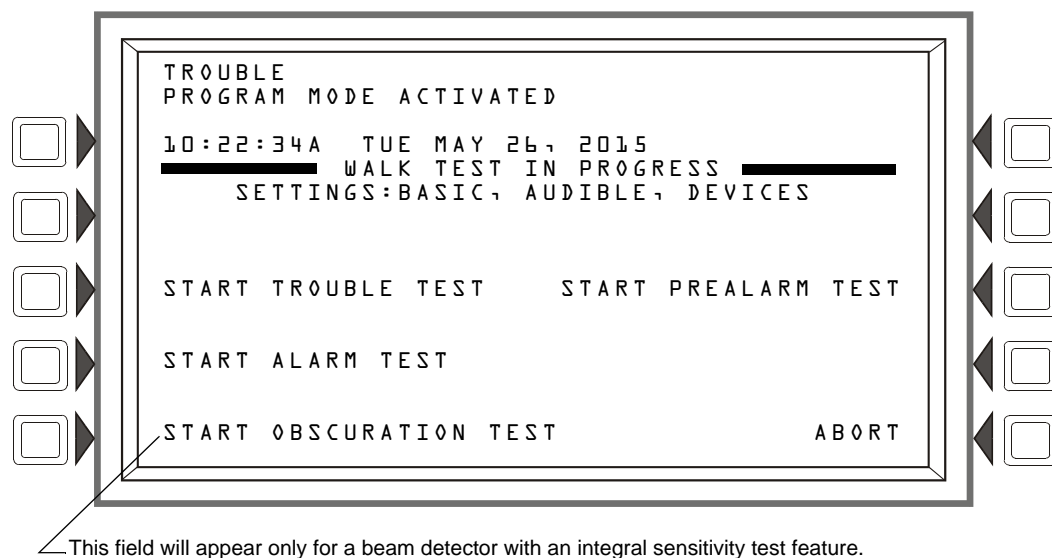 TROUBLE
PROGRAM MODE ACTIVATED
10:22:34A TUE MAY 26, 2015
WALK TEST IN PROGRESS
SETTINGS:BASIC, AUDIBLE, DEVICES
START TROUBLE TEST START PREALARM TEST
START ALARM TEST
START OBSCURATION TEST ABORT
This field will appear only for a beam detector with an integral sensitivity test feature.